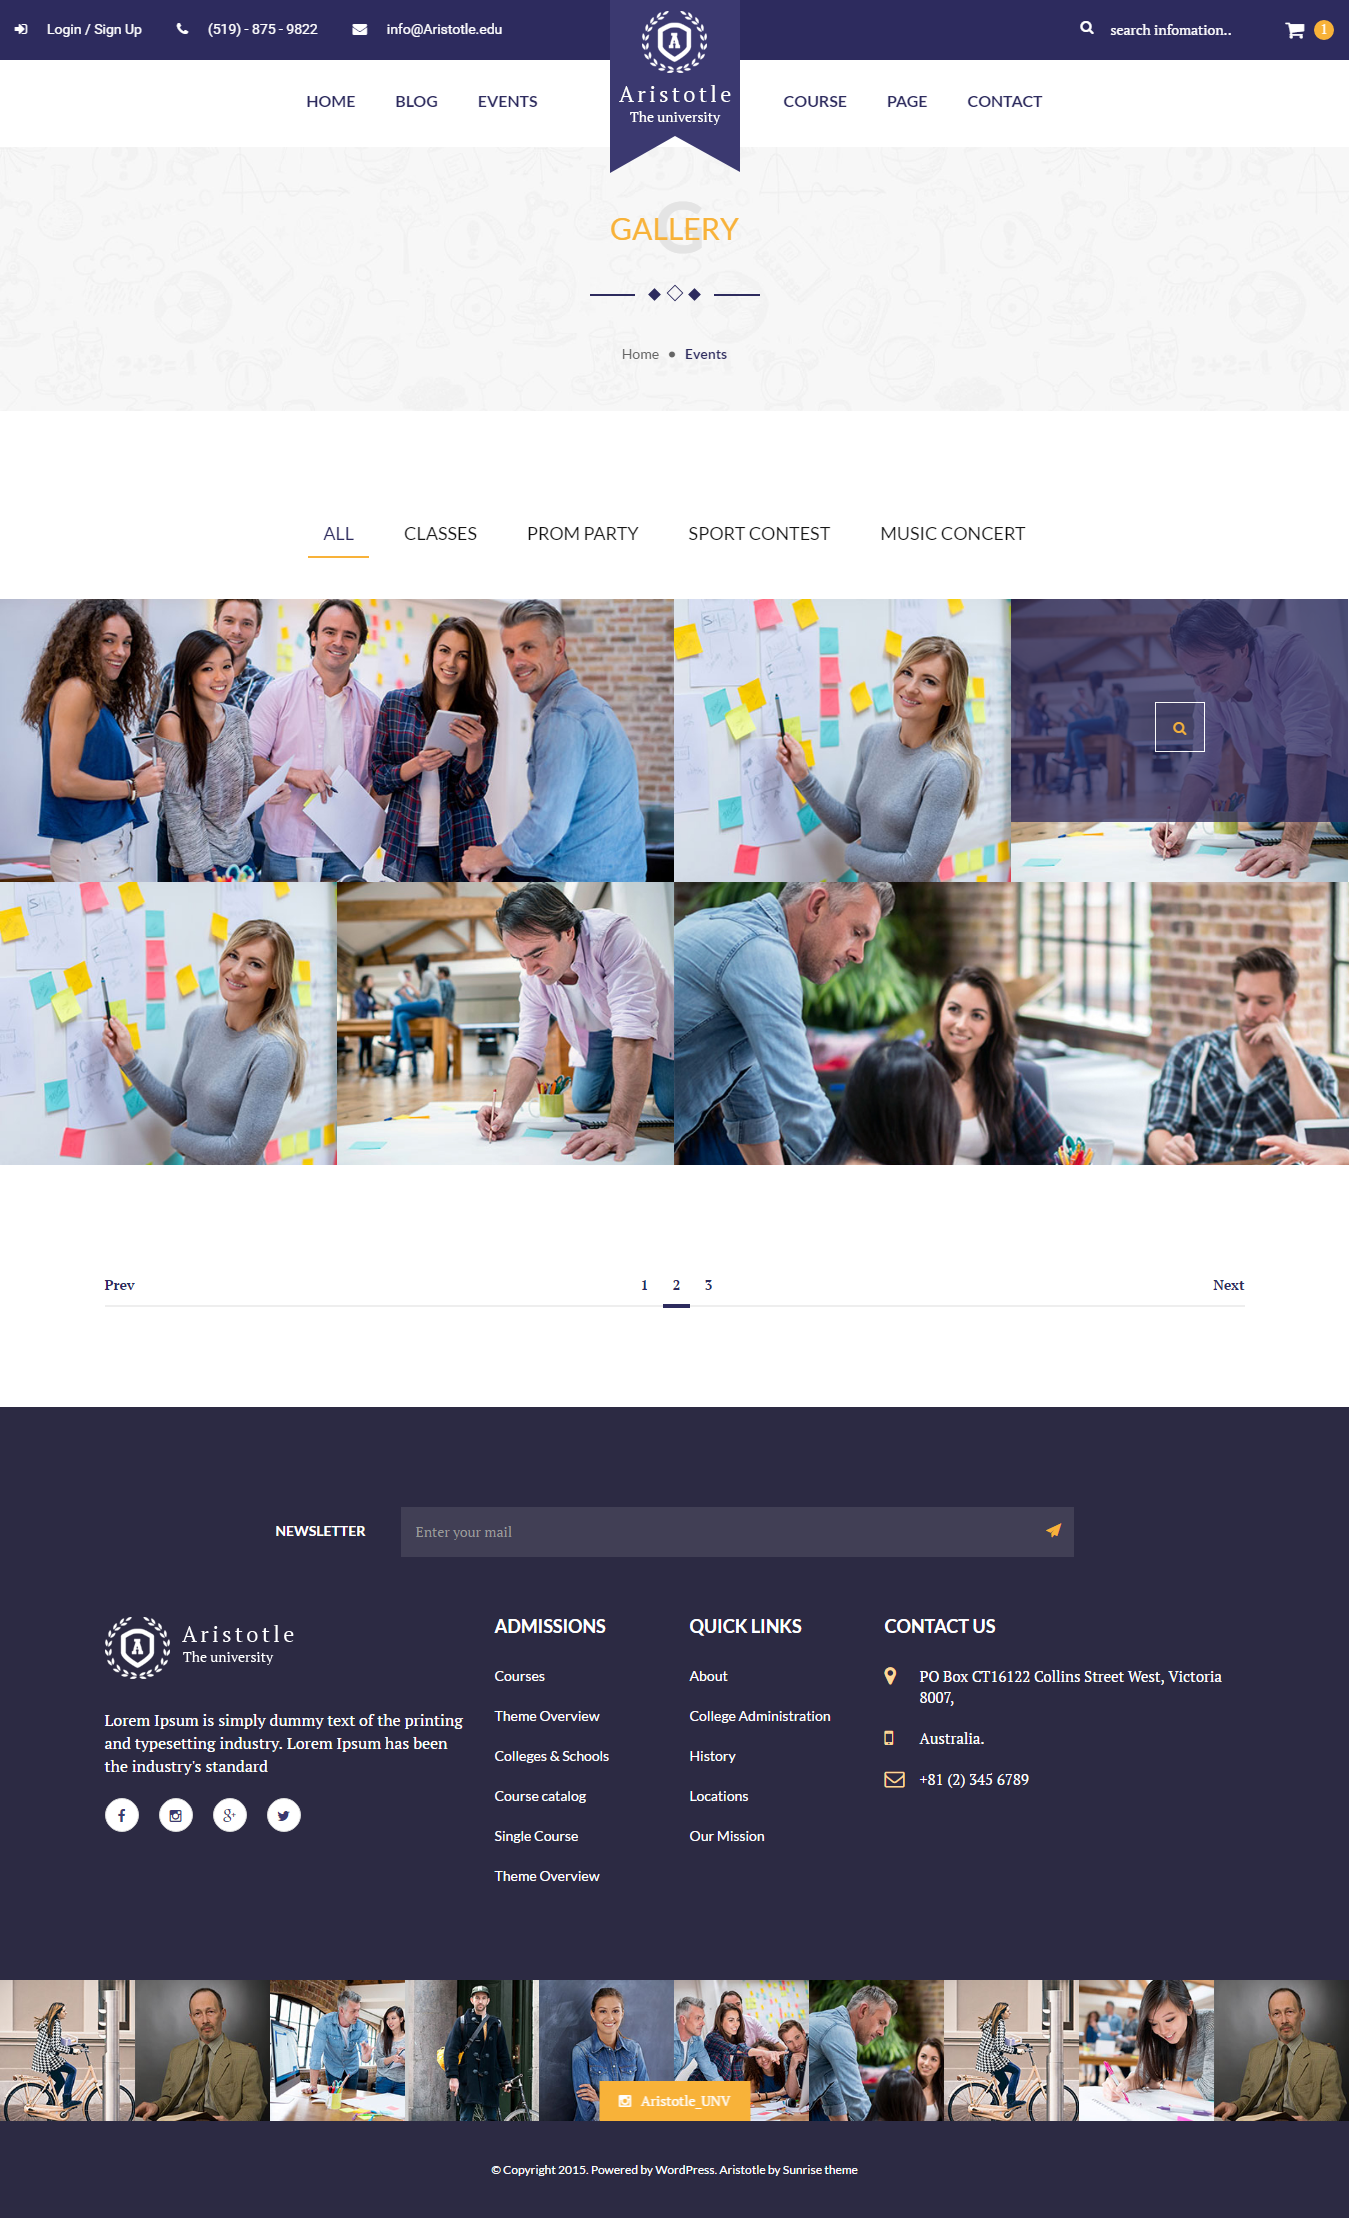 Login / Sign Up
(519) - 875 - 9822
info@Aristotle.edu
search infomation..
1
A
Aristotle
The university
HOME
BLOG
EVENTS
COURSE
PAGE
CONTACT
G
GALLERY
Home
Events
ALL
CLASSES
PROM PARTY
SPORT CONTEST
MUSIC CONCERT
Prev
1
2
3
Next
NEWSLETTER
Enter your mail
A
Aristotle
The university
Lorem Ipsum is simply dummy text of the printing
and typesetting industry. Lorem Ipsum has been
the industry's standard
ADMISSIONS
Courses
Theme Overview
Colleges & Schools
Course catalog
Single Course
Theme Overview
QUICK LINKS
About
College Administration
History
Locations
Our Mission
CONTACT US
PO Box CT16122 Collins Street West, Victoria
8007,
Australia.
+81 (2) 345 6789
Aristotle_UNV
© Copyright 2015. Powered by WordPress. Aristotle by Sunrise theme